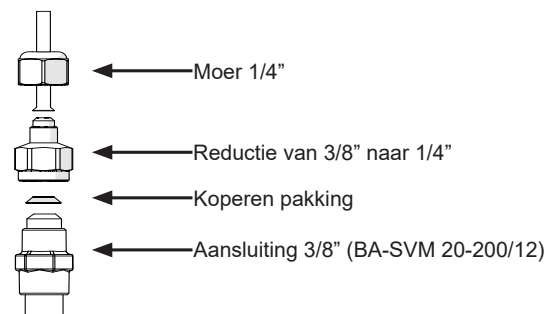 Moer 1/4”
Reductie van 3/8” naar 1/4”
Koperen pakking
Aansluiting 3/8” (BA-SVM 20-200/12)